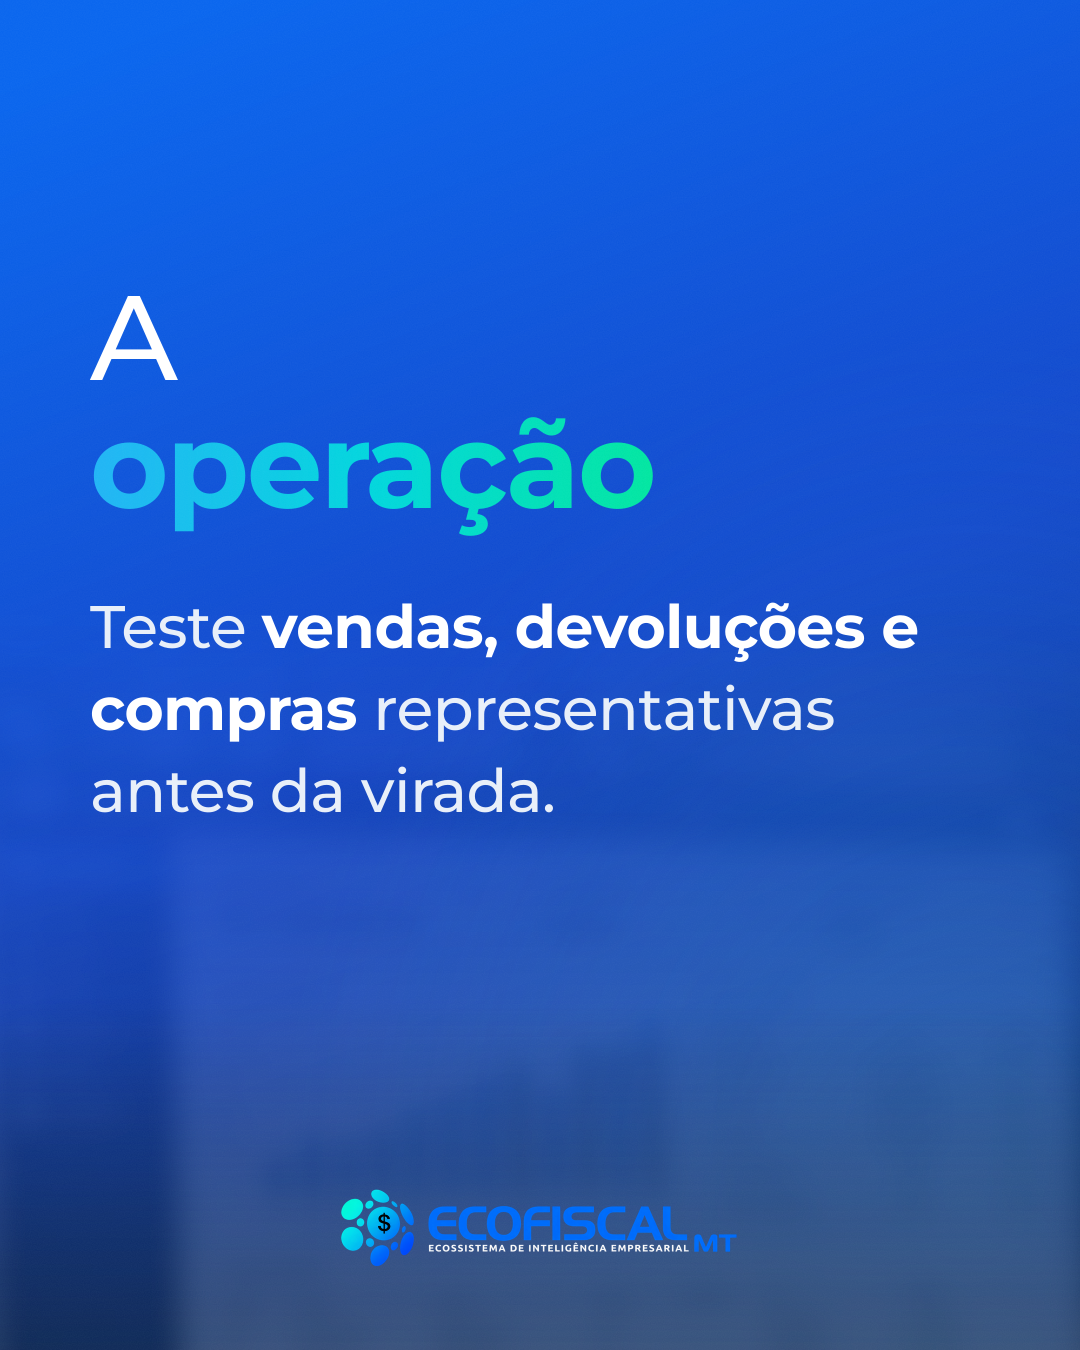 A
operação
Teste vendas, devoluções e
compras representativas
antes da virada.
$
ECOFISCAL
ECOSSISTEMA DE INTELIGÊNCIA EMPRESARIAL MT